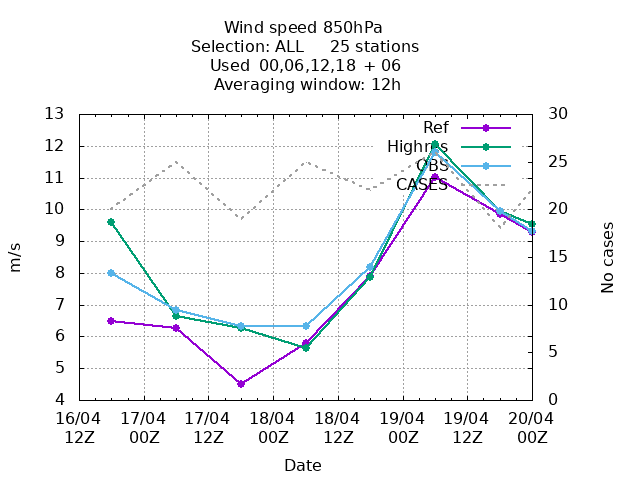 Wind speed 850hPa
Selection: ALL 25 stations
Used 00,06,12,18 + 06
Averaging window: 12h
13
12
11
10
9
8
7
6
5
4
m/s
30
25
20
15
10
5
0
No cases
Ref
Highres
OBS
CASES
16/04 17/04 17/04 18/04 18/04 19/04 19/04 20/04
12Z 00Z 12Z 00Z 12Z 00Z 12Z 00Z
Date